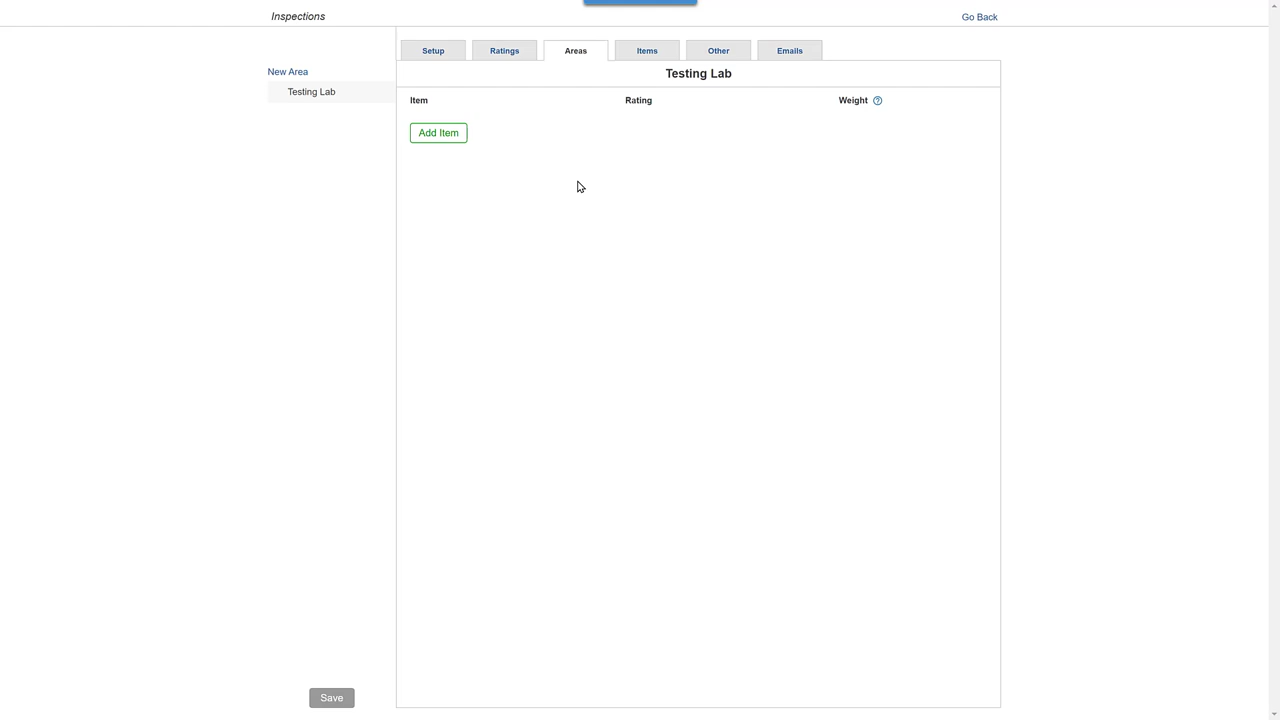 Inspections
Go Back
Setup Ratings Areas Items Other Emails
New Area
Testing Lab
Testing Lab
Item Rating Weight ?
Add Item
Save